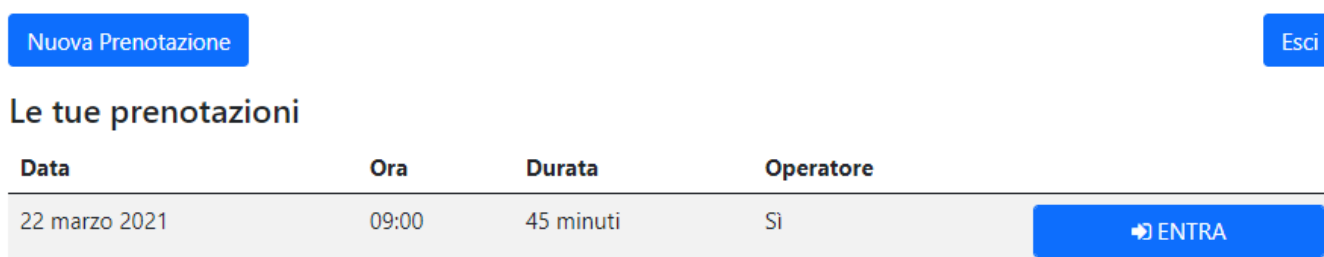 Nuova Prenotazione Esci
Le tue prenotazioni
Data Ora Durata Operatore
22 marzo 2021 09:00 45 minuti Sì ENTRA